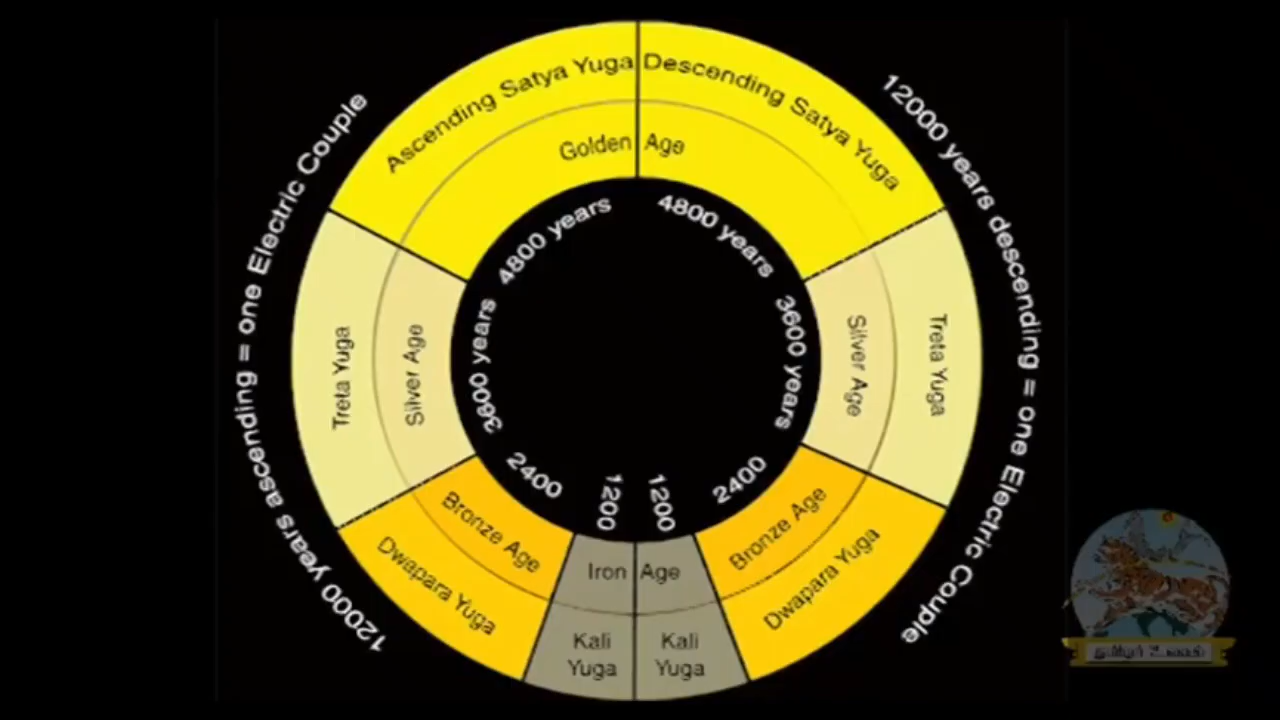 Ascending Satya Yuga
Descending Satya Yuga
Golden Age
4800 years
4800 years
12000 years ascending = one Electric Couple
12000 years descending = one Electric Couple
Treta Yuga
Silver Age
3600 years
3600 years
Silver Age
Treta Yuga
2400
1200
1200
2400
Bronze Age
Dwapara Yuga
Bronze Age
Dwapara Yuga
Iron Age
Kali
Yuga
Kali
Yuga